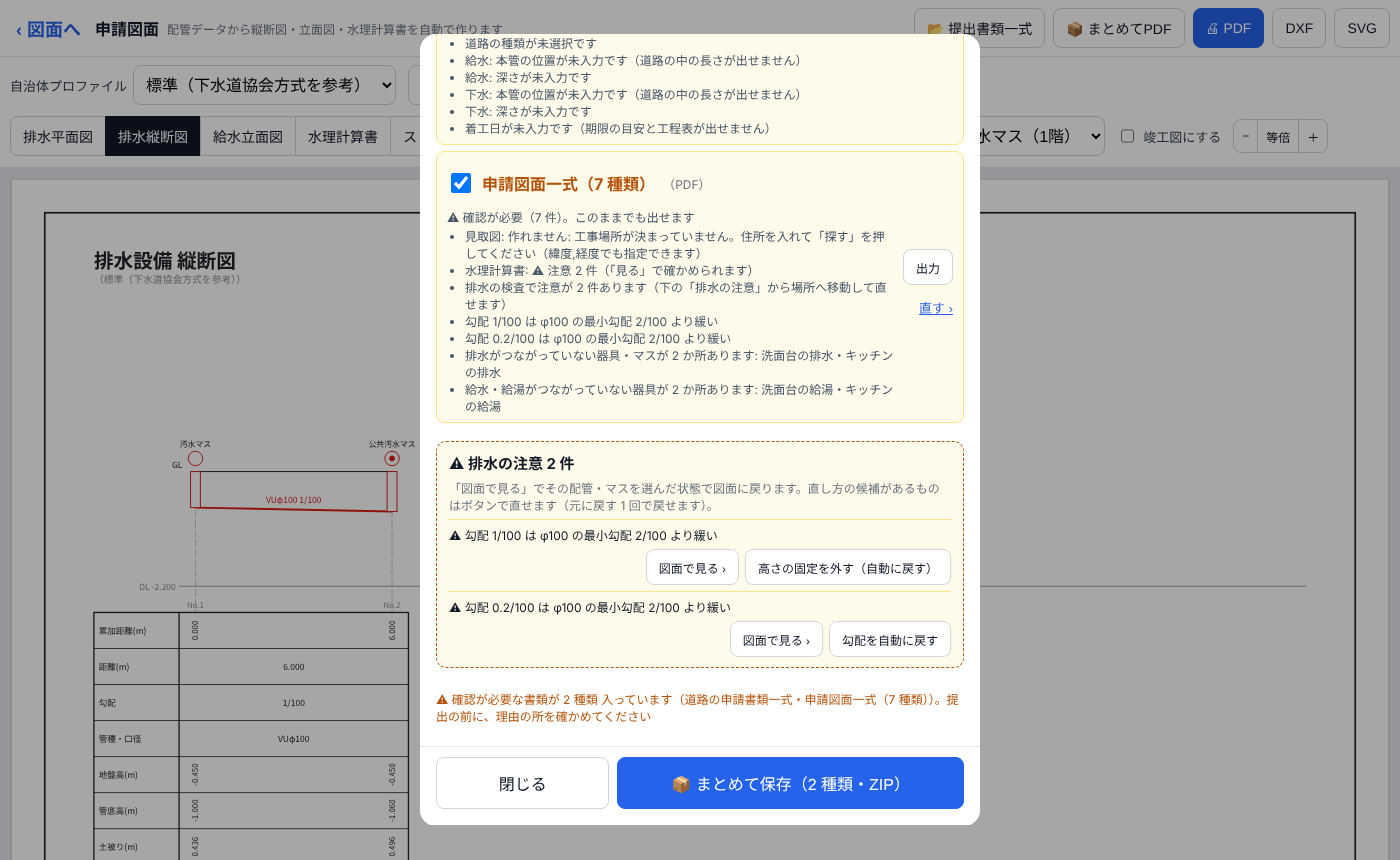 ‹ 図面へ 申請図面 配管データから縦断図・立面図・水理計算書を自動で作ります 📂 提出書類一式 📦 まとめてPDF 🖨 PDF DXF SVG
自治体プロファイル 標準（下水道協会方式を参考）
排水平面図 排水縦断図 給水立面図 水理計算書 ス 水マス（1階） 竣工図にする − 等倍 ＋
排水設備 縦断図
（標準（下水道協会方式を参考））
汚水マス 公共汚水マス
GL
VUφ100 1/100
DL -2.200
No.1 No.2
累加距離(m) 0.000 6.000
距離(m) 6.000
勾配 1/100
管種・口径 VUφ100
地盤高(m) -0.450 -0.450
管底高(m) -1.000 -1.060
土被り(m) 0.436 0.496
• 道路の種類が未選択です
• 給水: 本管の位置が未入力です（道路の中の長さが出せません）
• 給水: 深さが未入力です
• 下水: 本管の位置が未入力です（道路の中の長さが出せません）
• 下水: 深さが未入力です
• 着工日が未入力です（期限の目安と工程表が出せません）
申請図面一式（7 種類） （PDF）
⚠ 確認が必要（7 件）。このままでも出せます
• 見取図: 作れません: 工事場所が決まっていません。住所を入れて「探す」を押
してください（緯度,経度でも指定できます）
• 水理計算書: ⚠ 注意 2 件（「見る」で確かめられます）
• 排水の検査で注意が 2 件あります（下の「排水の注意」から場所へ移動して直
せます）
• 勾配 1/100 は φ100 の最小勾配 2/100 より緩い
• 勾配 0.2/100 は φ100 の最小勾配 2/100 より緩い
• 排水がつながっていない器具・マスが 2 か所あります: 洗面台の排水・キッチン
の排水
• 給水・給湯がつながっていない器具が 2 か所あります: 洗面台の給湯・キッチン
の給湯
出力
直す ›
⚠ 排水の注意 2 件
「図面で見る」でその配管・マスを選んだ状態で図面に戻ります。直し方の候補があるもの
はボタンで直せます（元に戻す 1 回で戻せます）。
⚠ 勾配 1/100 は φ100 の最小勾配 2/100 より緩い
図面で見る › 高さの固定を外す（自動に戻す）
⚠ 勾配 0.2/100 は φ100 の最小勾配 2/100 より緩い
図面で見る › 勾配を自動に戻す
⚠ 確認が必要な書類が 2 種類 入っています（道路の申請書類一式・申請図面一式（7 種類））。提
出の前に、理由の所を確かめてください
閉じる 📦 まとめて保存（2 種類・ZIP）